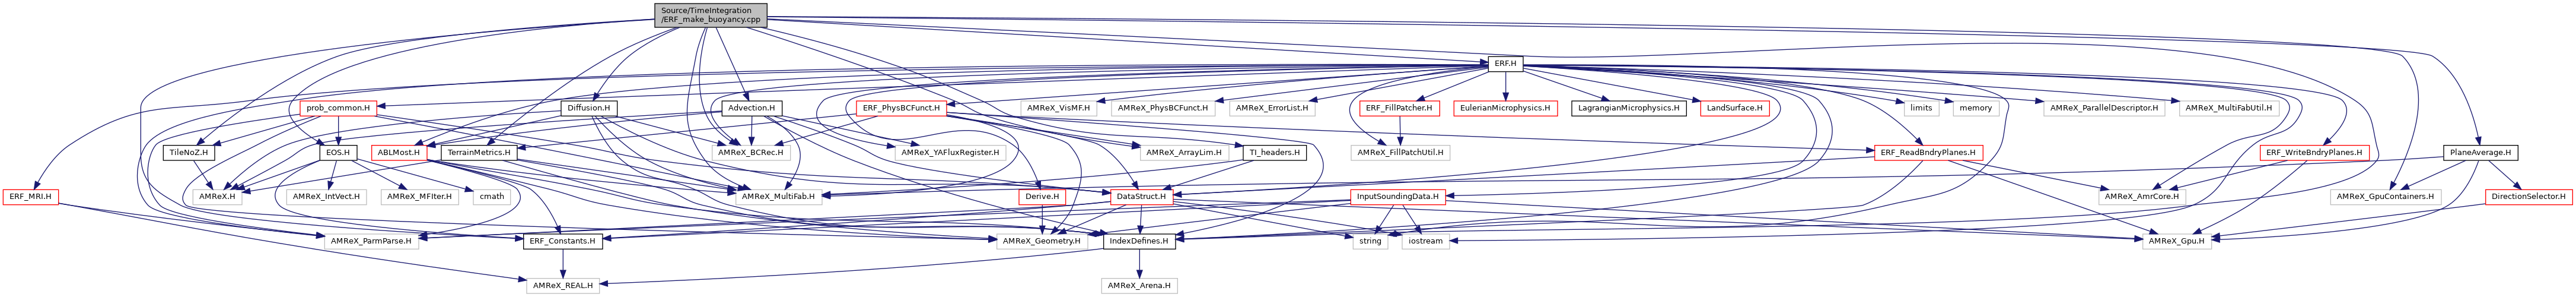 Source/TimeIntegration
/ERF_make_buoyancy.cpp
ERF.H
prob_common.H
Diffusion.H
Advection.H
ERF_PhysBCFunct.H
AMReX_VisMF.H
AMReX_PhysBCFunct.H
AMReX_ErrorList.H
ERF_FillPatcher.H
EulerianMicrophysics.H
LagrangianMicrophysics.H
LandSurface.H
limits
memory
AMReX_ParallelDescriptor.H
AMReX_MultiFabUtil.H
TileNoZ.H
EOS.H
ABLMost.H
TerrainMetrics.H
AMReX_BCRec.H
AMReX_YAFluxRegister.H
AMReX_ArrayLim.H
TI_headers.H
AMReX_FillPatchUtil.H
ERF_ReadBndryPlanes.H
ERF_WriteBndryPlanes.H
PlaneAverage.H
ERF_MRI.H
AMReX.H
AMReX_IntVect.H
AMReX_MFIter.H
cmath
AMReX_MultiFab.H
Derive.H
DataStruct.H
InputSoundingData.H
AMReX_AmrCore.H
AMReX_GpuContainers.H
DirectionSelector.H
AMReX_ParmParse.H
ERF_Constants.H
AMReX_Geometry.H
IndexDefines.H
string
iostream
AMReX_Gpu.H
AMReX_REAL.H
AMReX_Arena.H